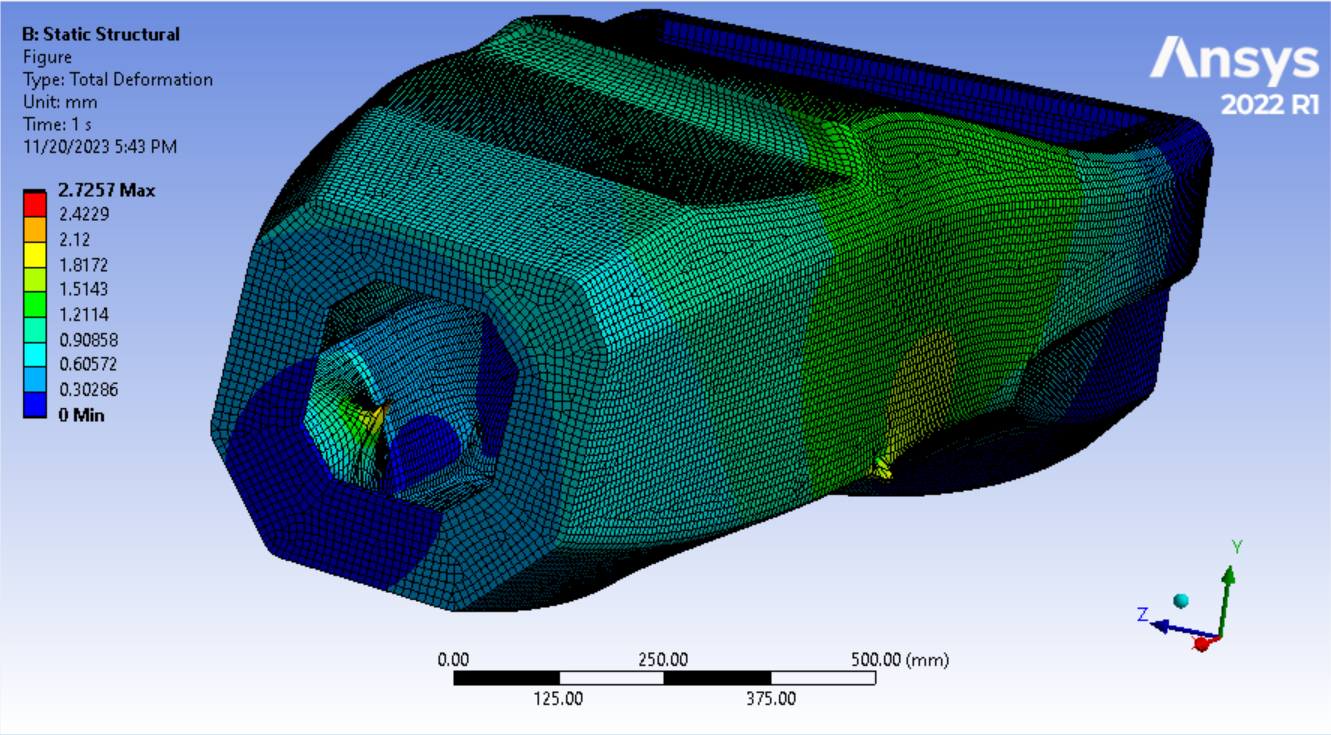 B: Static Structural
Figure
Type: Total Deformation
Unit: mm
Time: 1 s
11/20/2023 5:43 PM
2.7257 Max
2.4229
2.12
1.8172
1.5143
1.2114
0.90858
0.60572
0.30286
0 Min
Ansys
2022 R1
Y
Z
0.00 250.00 500.00 (mm)
125.00 375.00